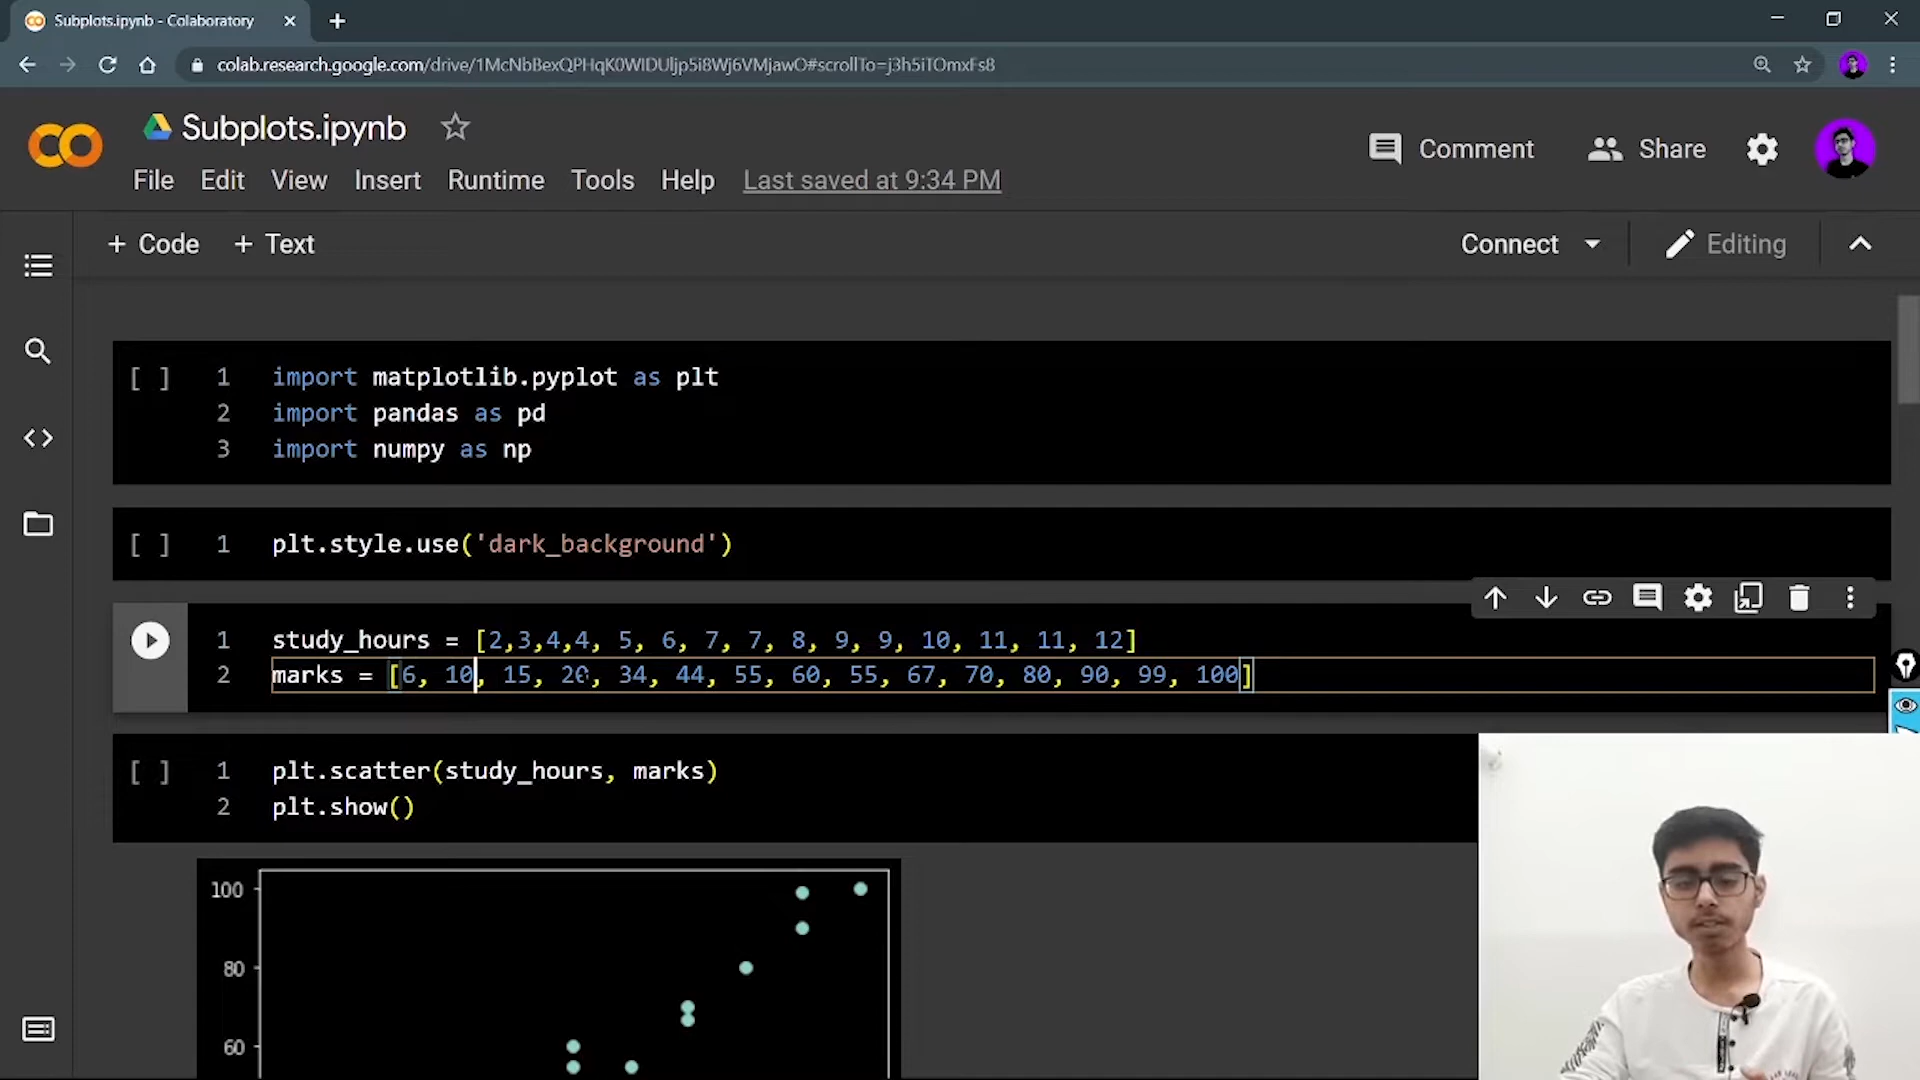 Subplots.ipynb - Colaboratory
colab.research.google.com/drive/1McNbBexQPHqK0WIDUljp5i8Wj6VMjawO#scrollTo=j3h5iTOmxFs8
Subplots.ipynb
Comment Share
File Edit View Insert Runtime Tools Help Last saved at 9:34 PM
+ Code + Text Connect Editing
[ ] 1 import matplotlib.pyplot as plt
2 import pandas as pd
3 import numpy as np
[ ] 1 plt.style.use('dark_background')
1 study_hours = [2,3,4,4, 5, 6, 7, 7, 8, 9, 9, 10, 11, 11, 12]
2 marks = [6, 10, 15, 20, 34, 44, 55, 60, 55, 67, 70, 80, 90, 99, 100]
[ ] 1 plt.scatter(study_hours, marks)
2 plt.show()
100
80
60